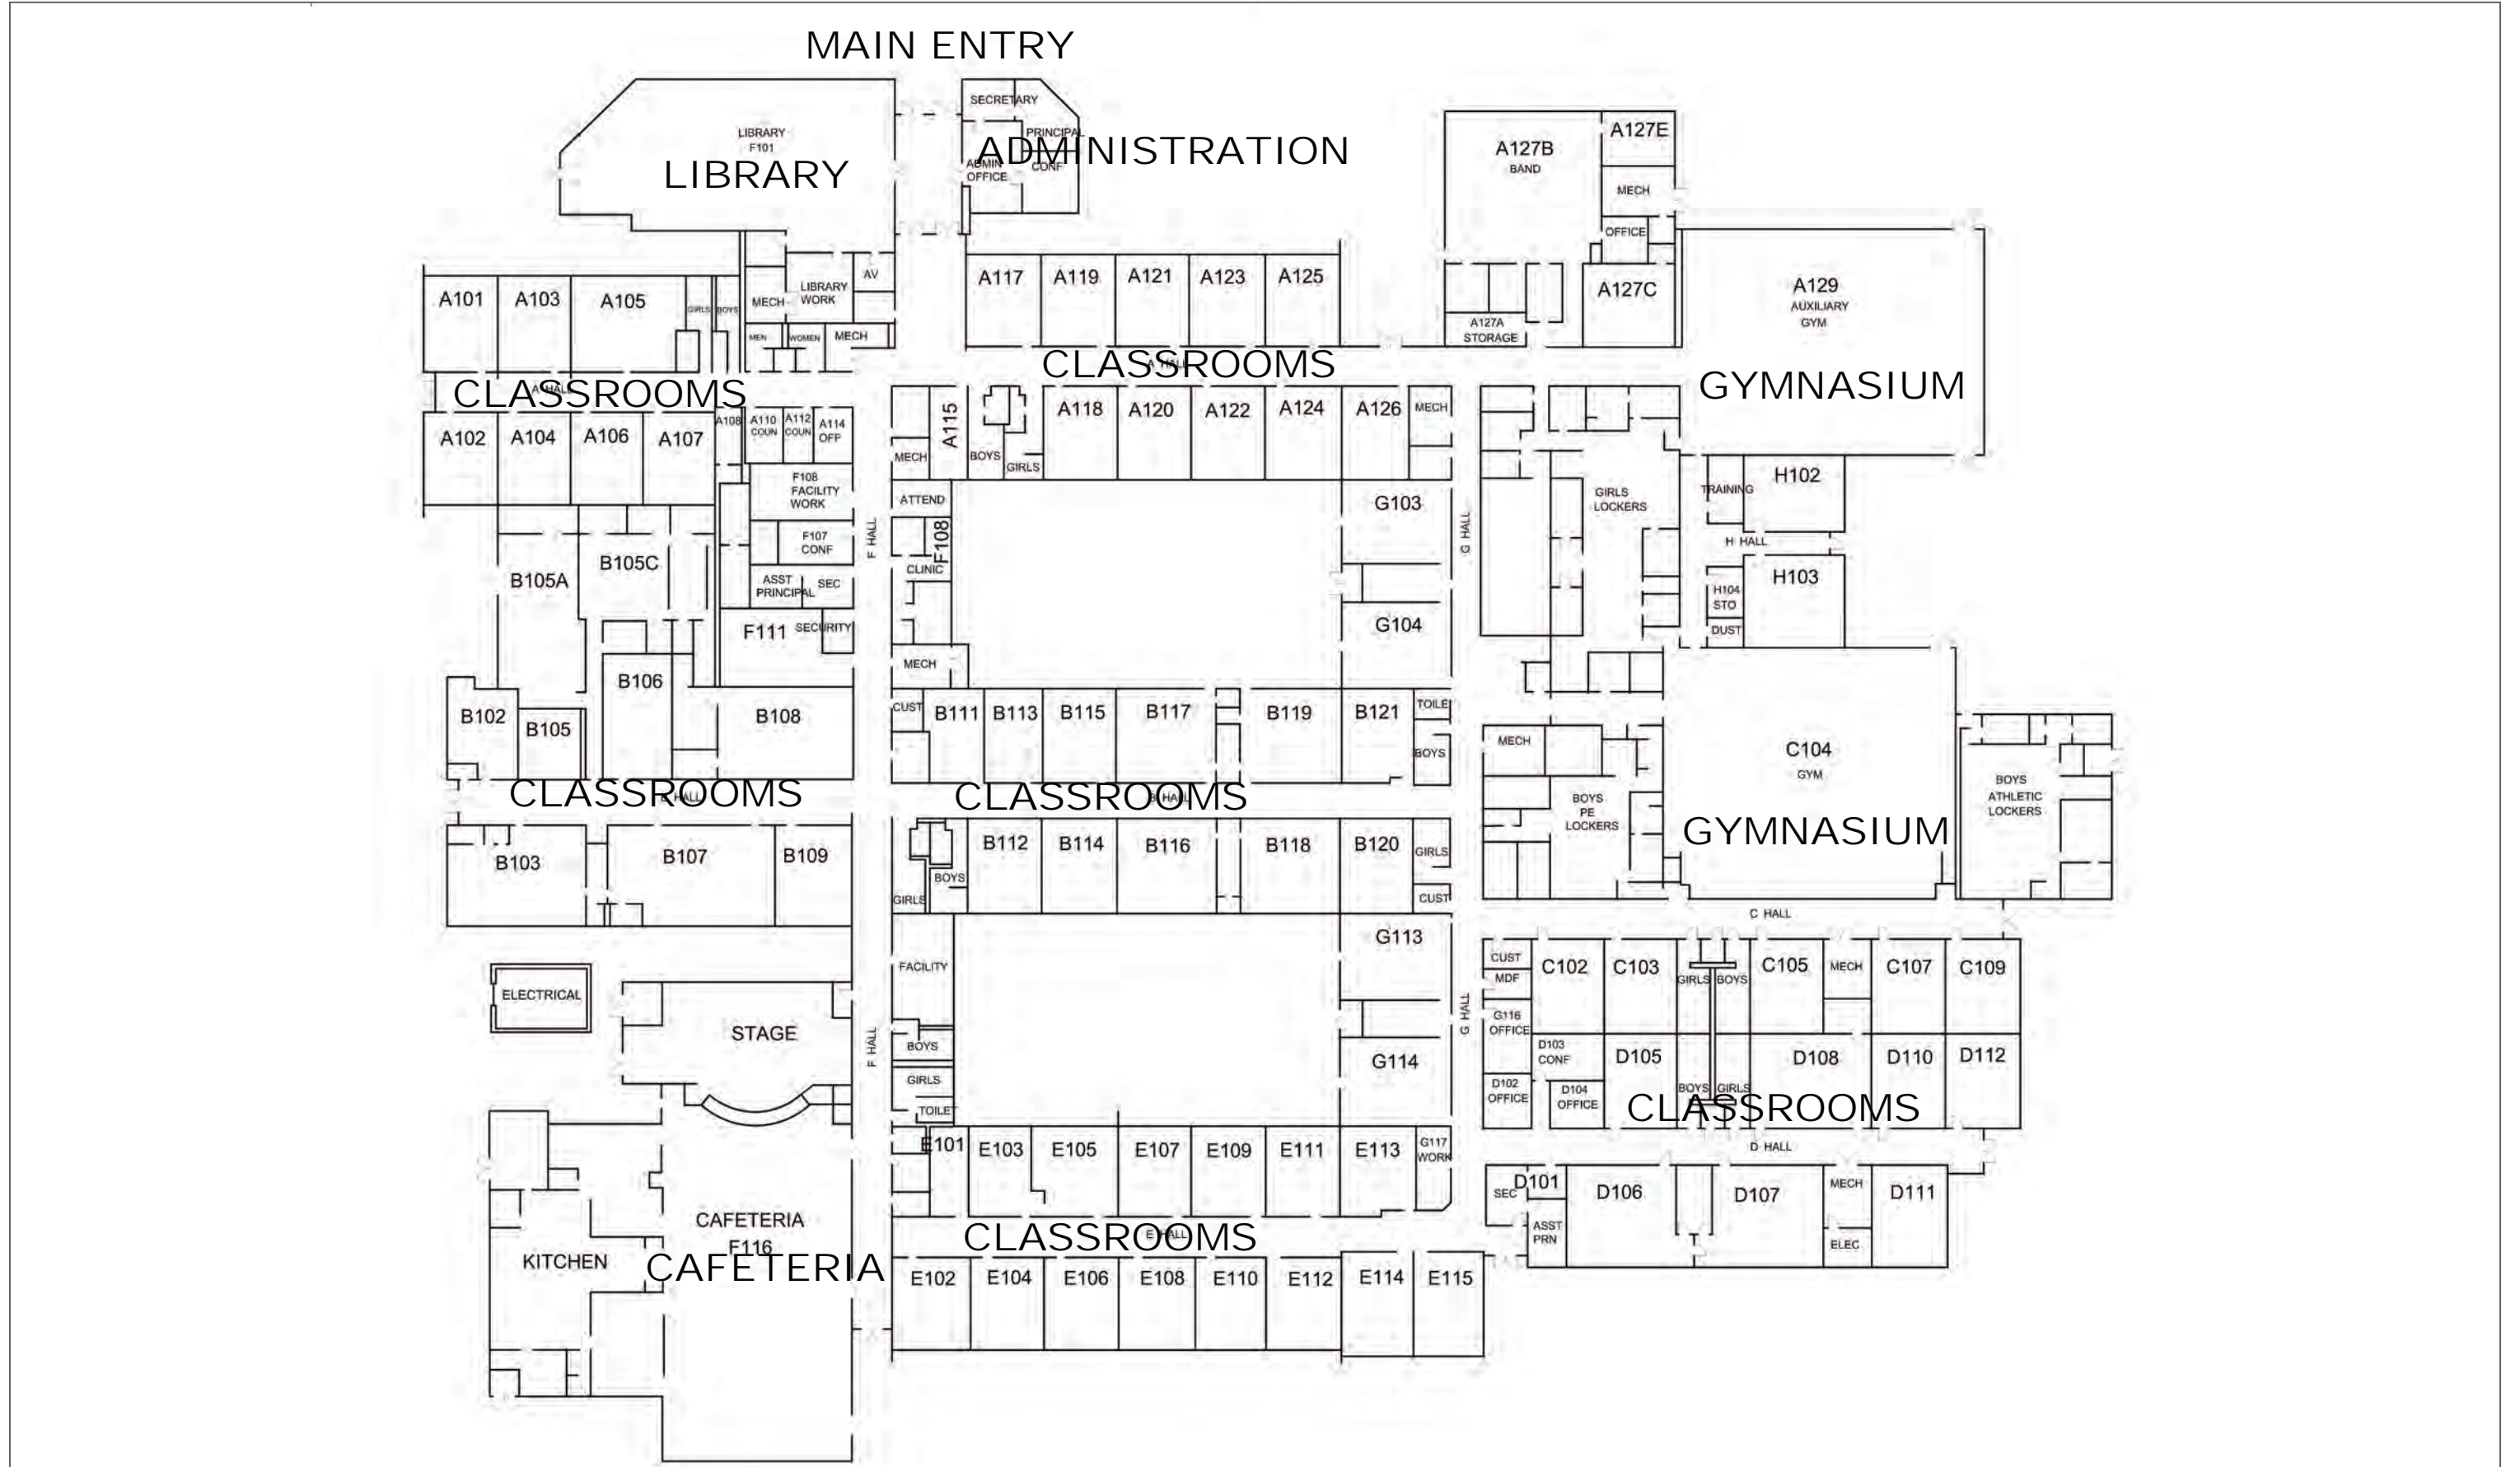 MAIN ENTRY
SECRETARY
LIBRARY
F101
LIBRARY
PRINCIPAL
ADMINISTRATION
ADMIN
OFFICE
CONF
A127B
BAND
A127E
MECH
OFFICE
A127C
A127A
STORAGE
A129
AUXILIARY
GYM
GYMNASIUM
A101
A103
A105
GIRLS
BOYS
MECH
LIBRARY
WORK
AV
MEN
WOMEN
MECH
A117
A119
A121
A123
A125
CLASSROOMS
A HALL
CLASSROOMS
A HALL
A102
A104
A106
A107
A108
A110
COUN
A112
COUN
A114
OFF
MECH
A115
BOYS
GIRLS
A118
A120
A122
A124
A126
MECH
F108
FACILITY
WORK
F107
CONF
ASST
PRINCIPAL
SEC
F111
SECURITY
F HALL
ATTEND
F108
CLINIC
MECH
G103
G104
G HALL
GIRLS
LOCKERS
TRAINING
H102
H HALL
H103
H104
STO
DUST
B105A
B105C
B106
B102
B105
B108
CUST
B111
B113
B115
B117
B119
B121
TOILE
BOYS
MECH
BOYS
PE
LOCKERS
C104
GYM
GYMNASIUM
BOYS
ATHLETIC
LOCKERS
CLASSROOMS
B HALL
CLASSROOMS
B HALL
B103
B107
B109
GIRLS
BOYS
B112
B114
B116
B118
B120
GIRLS
CUST
C HALL
ELECTRICAL
STAGE
F HALL
FACILITY
BOYS
GIRLS
TOILET
G113
G114
G HALL
CUST
MDF
G116
OFFICE
C102
C103
GIRLS
BOYS
C105
MECH
C107
C109
D103
CONF
D105
D108
D110
D112
D102
OFFICE
D104
OFFICE
BOYS
GIRLS
CLASSROOMS
D HALL
E101
E103
E105
E107
E109
E111
E113
G117
WORK
SEC
D101
ASST
PRN
D106
D107
MECH
ELEC
D111
KITCHEN
CAFETERIA
F116
CAFETERIA
CLASSROOMS
E HALL
E102
E104
E106
E108
E110
E112
E114
E115